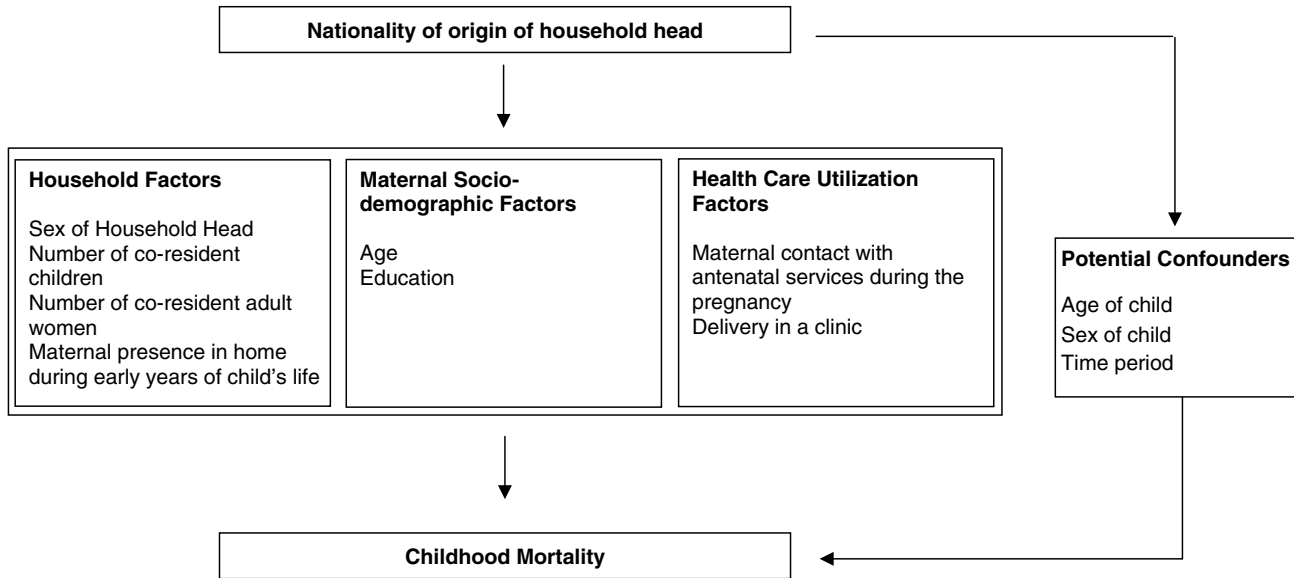 Nationality of origin of household head
Household Factors
Sex of Household Head
Number of co-resident
children
Number of co-resident adult
women
Maternal presence in home
during early years of child's life
Maternal Socio-
demographic Factors
Age
Education
Health Care Utilization
Factors
Maternal contact with
antenatal services during the
pregnancy
Delivery in a clinic
Potential Confounders
Age of child
Sex of child
Time period
Childhood Mortality